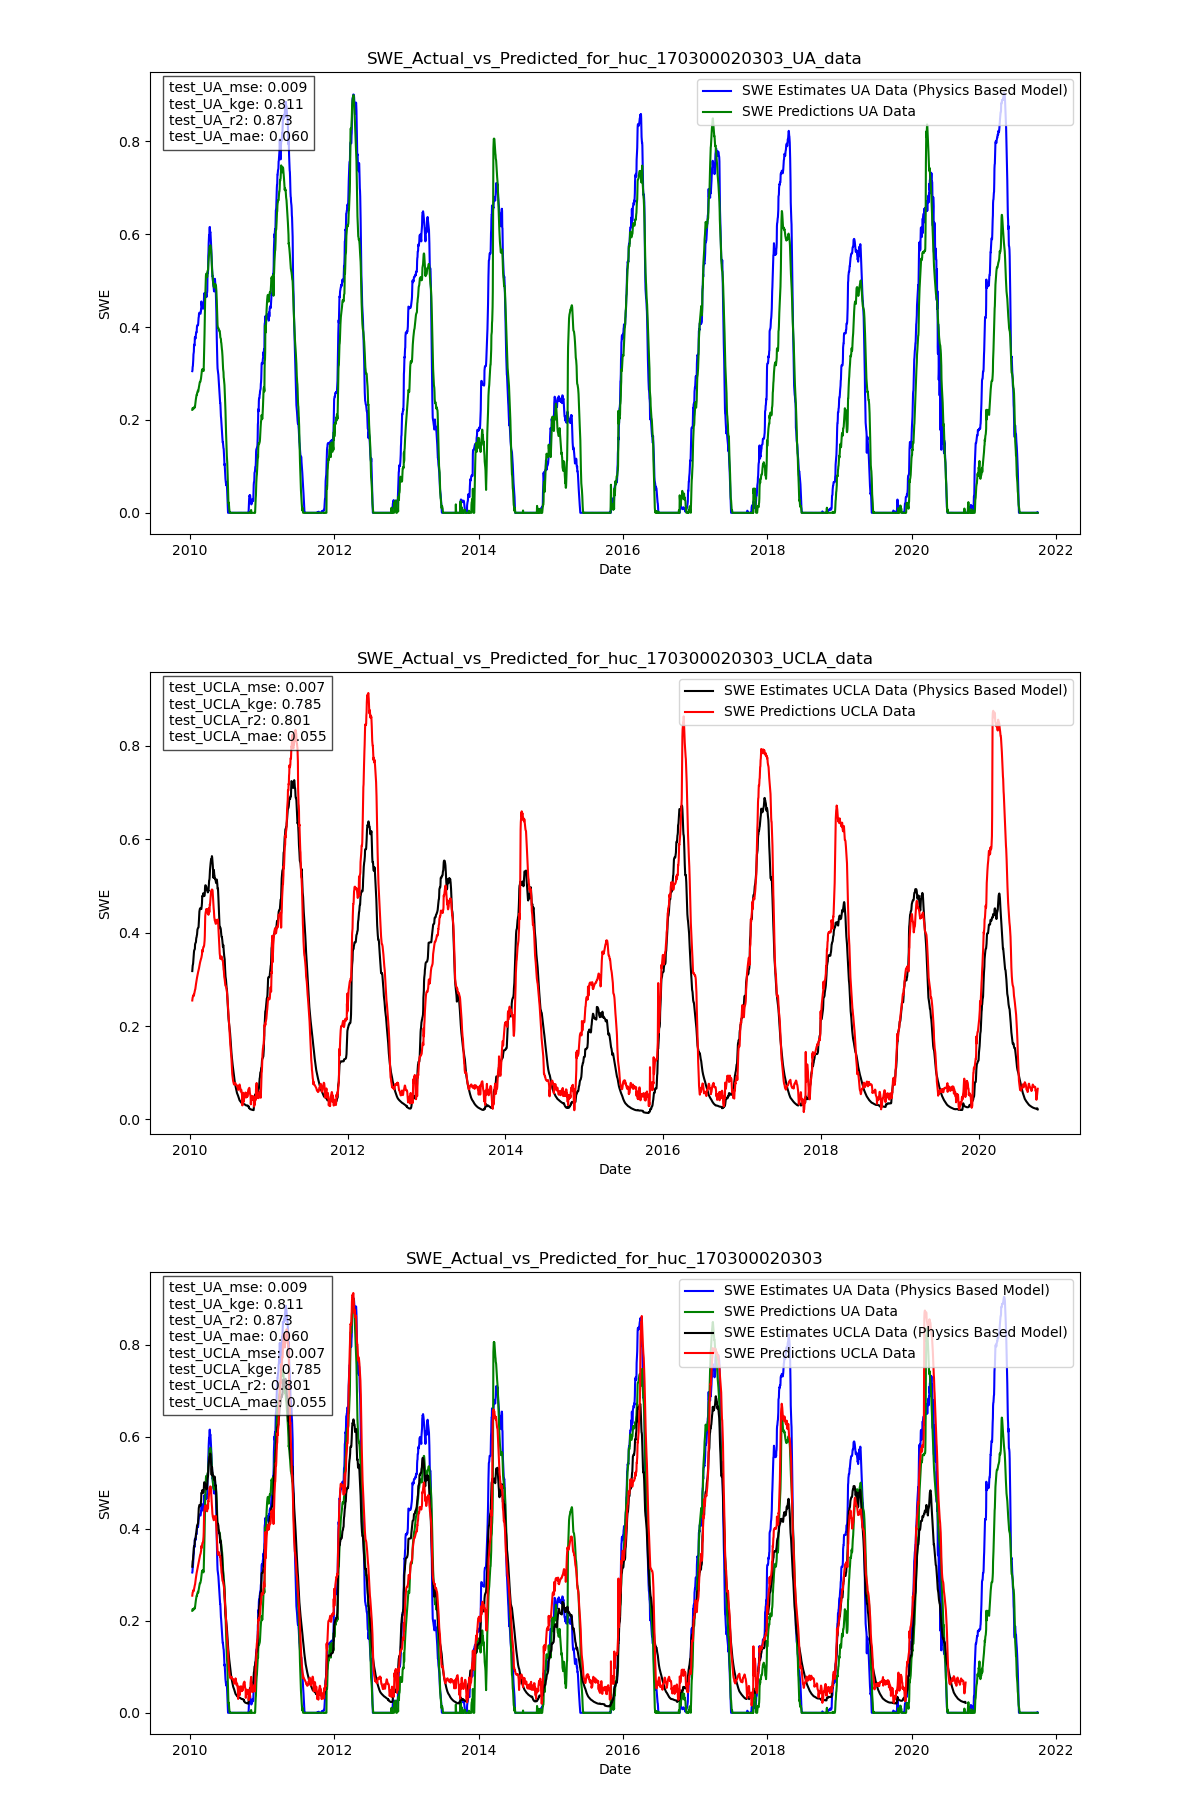 SWE_Actual_vs_Predicted_for_huc_170300020303_UA_data
test_UA_mse: 0.009
test_UA_kge: 0.811
test_UA_r2: 0.873
test_UA_mae: 0.060
SWE Estimates UA Data (Physics Based Model)
SWE Predictions UA Data
0.8
0.6
0.4
0.2
0.0
SWE
2010 2012 2014 2016 2018 2020 2022
Date
SWE_Actual_vs_Predicted_for_huc_170300020303_UCLA_data
test_UCLA_mse: 0.007
test_UCLA_kge: 0.785
test_UCLA_r2: 0.801
test_UCLA_mae: 0.055
SWE Estimates UCLA Data (Physics Based Model)
SWE Predictions UCLA Data
0.8
0.6
0.4
0.2
0.0
SWE
2010 2012 2014 2016 2018 2020
Date
SWE_Actual_vs_Predicted_for_huc_170300020303
test_UA_mse: 0.009
test_UA_kge: 0.811
test_UA_r2: 0.873
test_UA_mae: 0.060
test_UCLA_mse: 0.007
test_UCLA_kge: 0.785
test_UCLA_r2: 0.801
test_UCLA_mae: 0.055
SWE Estimates UA Data (Physics Based Model)
SWE Predictions UA Data
SWE Estimates UCLA Data (Physics Based Model)
SWE Predictions UCLA Data
0.8
0.6
0.4
0.2
0.0
SWE
2010 2012 2014 2016 2018 2020 2022
Date